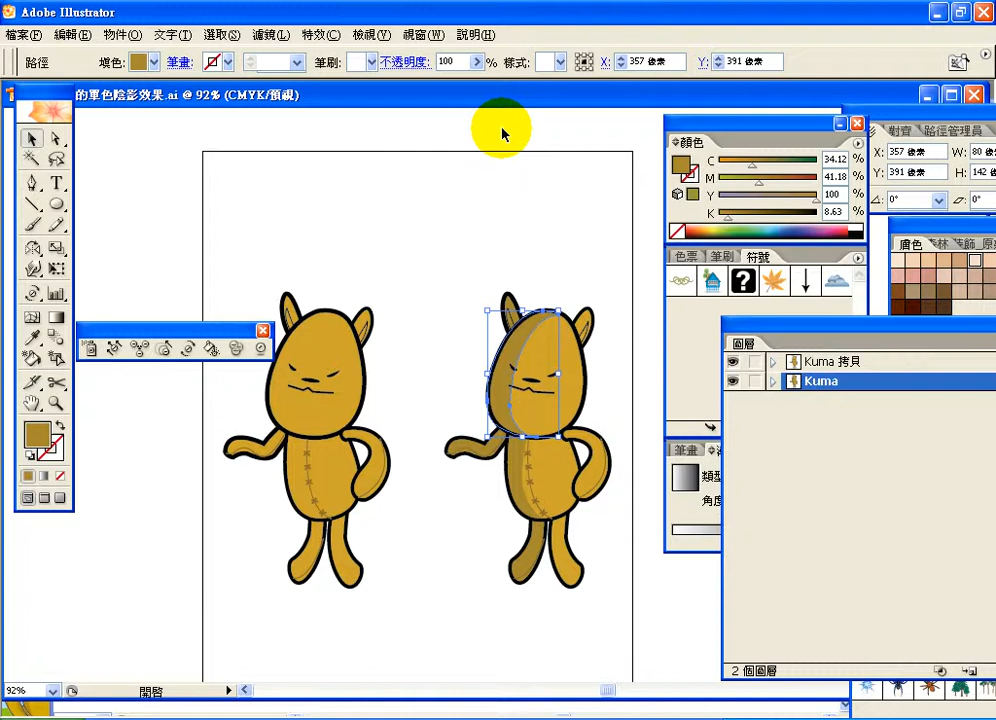 Adobe Illustrator
檔案(F) 編輯(E) 物件(O) 文字(T) 選取(S) 濾鏡(L) 特效(C) 檢視(V) 視窗(W) 說明(H)
路徑 填色: 筆畫: 筆刷: 不透明度: 100 % 樣式: X: 357 像素 Y: 391 像素
的單色陰影效果.ai @ 92% (CMYK/預視)
顏色
C 34.12 %
M 41.18 %
Y 100 %
K 8.63 %
色票 筆刷 符號
對齊 路徑管理員
X: 357 像素 W: 80
Y: 391 像素 H: 142
0° 0°
膚色 森林 裝飾
圖層
Kuma 拷貝
Kuma
筆畫
類型
角度
2 個圖層
92% 開啓